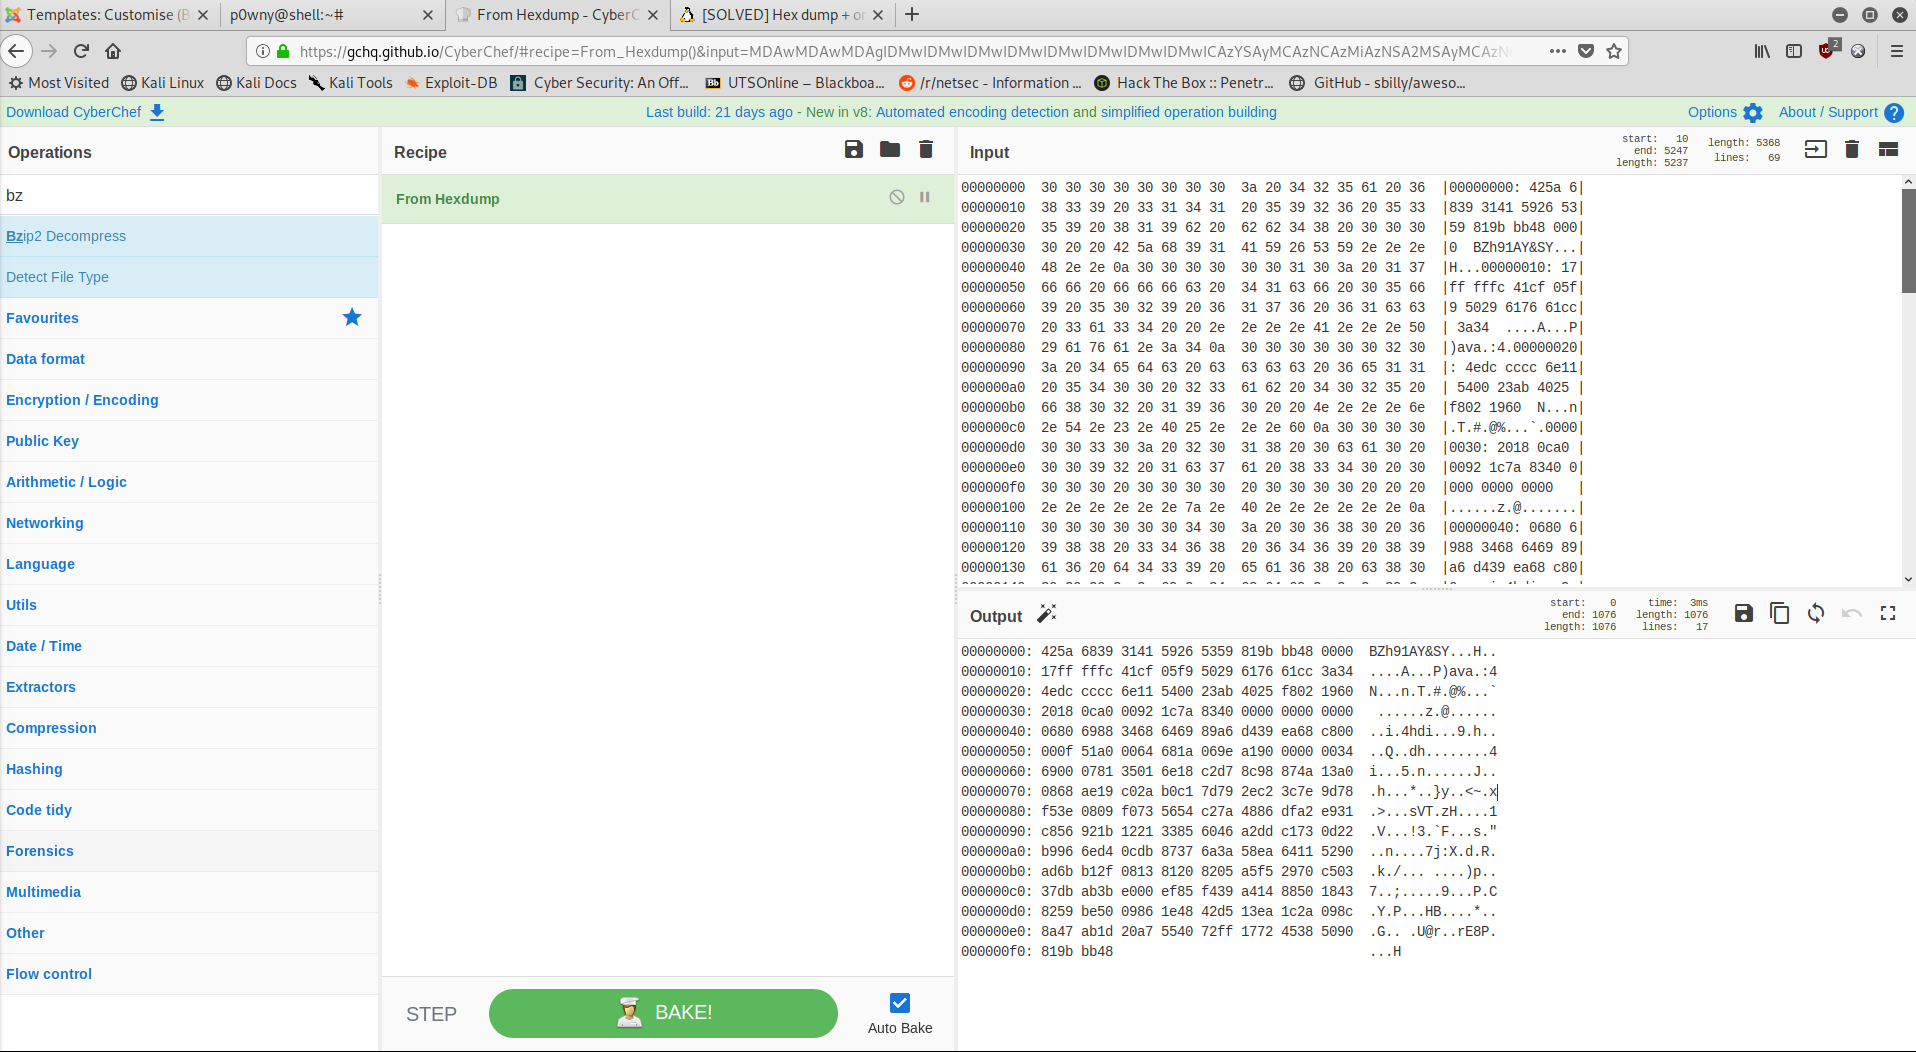 Templates: Customise (B
p0wny@shell:~#
From Hexdump - CyberC
[SOLVED] Hex dump + or
https://gchq.github.io/CyberChef/#recipe=From_Hexdump()&input=MDAwMDAwMDAgIDMwIDMwIDMwIDMwIDMwIDMwIDMwIDMwICAzYSAyMCAzNCAzMiAzNSA2MSAyMCAzN
2
Most Visited
Kali Linux
Kali Docs
Kali Tools
Exploit-DB
Cyber Security: An Off...
UTSOnline – Blackboa...
/r/netsec - Information ...
Hack The Box :: Penetr...
GitHub - sbilly/aweso...
Download CyberChef
Last build: 21 days ago - New in v8: Automated encoding detection and simplified operation building
Options
About / Support
Operations
bz
Bzip2 Decompress
Detect File Type
Favourites
Data format
Encryption / Encoding
Public Key
Arithmetic / Logic
Networking
Language
Utils
Date / Time
Extractors
Compression
Hashing
Code tidy
Forensics
Multimedia
Other
Flow control
Recipe
From Hexdump
STEP
BAKE!
Auto Bake
Input
start: 10
end: 5247
length: 5237
length: 5368
lines: 69
00000000  30 30 30 30 30 30 30 30  3a 20 34 32 35 61 20 36  |00000000: 425a 6|
00000010  38 33 39 20 33 31 34 31  20 35 39 32 36 20 35 33  |839 3141 5926 53|
00000020  35 39 20 38 31 39 62 20  62 62 34 38 20 30 30 30  |59 819b bb48 000|
00000030  30 20 20 42 5a 68 39 31  41 59 26 53 59 2e 2e 2e  |0  BZh91AY&SY...|
00000040  48 2e 2e 0a 30 30 30 30  30 30 31 30 3a 20 31 37  |H...00000010: 17|
00000050  66 66 20 66 66 66 63 20  34 31 63 66 20 30 35 66  |ff fffc 41cf 05f|
00000060  39 20 35 30 32 39 20 36  31 37 36 20 36 31 63 63  |9 5029 6176 61cc|
00000070  20 33 61 33 34 20 20 2e  2e 2e 2e 41 2e 2e 2e 50  | 3a34  ....A...P|
00000080  29 61 76 61 2e 3a 34 0a  30 30 30 30 30 30 32 30  |)ava.:4.00000020|
00000090  3a 20 34 65 64 63 20 63  63 63 63 20 36 65 31 31  |: 4edc cccc 6e11|
000000a0  20 35 34 30 30 20 32 33  61 62 20 34 30 32 35 20  | 5400 23ab 4025 |
000000b0  66 38 30 32 20 31 39 36  30 20 20 4e 2e 2e 2e 6e  |f802 1960  N...n|
000000c0  2e 54 2e 23 2e 40 25 2e  2e 2e 60 0a 30 30 30 30  |.T.#.@%...`.0000|
000000d0  30 30 33 30 3a 20 32 30  31 38 20 30 63 61 30 20  |0030: 2018 0ca0 |
000000e0  30 30 39 32 20 31 63 37  61 20 38 33 34 30 20 30  |0092 1c7a 8340 0|
000000f0  30 30 30 20 30 30 30 30  20 30 30 30 30 20 20 20  |000 0000 0000   |
00000100  2e 2e 2e 2e 2e 2e 7a 2e  40 2e 2e 2e 2e 2e 2e 0a  |......z.@.......|
00000110  30 30 30 30 30 30 34 30  3a 20 30 36 38 30 20 36  |00000040: 0680 6|
00000120  39 38 38 20 33 34 36 38  20 36 34 36 39 20 38 39  |988 3468 6469 89|
00000130  61 36 20 64 34 33 39 20  65 61 36 38 20 63 38 30  |a6 d439 ea68 c80|
Output
start: 0
end: 1076
length: 1076
time: 3ms
length: 1076
lines: 17
00000000: 425a 6839 3141 5926 5359 819b bb48 0000  BZh91AY&SY...H..
00000010: 17ff fffc 41cf 05f9 5029 6176 61cc 3a34  ....A...P)ava.:4
00000020: 4edc cccc 6e11 5400 23ab 4025 f802 1960  N...n.T.#.@%...`
00000030: 2018 0ca0 0092 1c7a 8340 0000 0000 0000   ......z.@......
00000040: 0680 6988 3468 6469 89a6 d439 ea68 c800  ..i.4hdi...9.h..
00000050: 000f 51a0 0064 681a 069e a190 0000 0034  ..Q..dh........4
00000060: 6900 0781 3501 6e18 c2d7 8c98 874a 13a0  i...5.n......J..
00000070: 0868 ae19 c02a b0c1 7d79 2ec2 3c7e 9d78  .h...*..}y..<~.x
00000080: f53e 0809 f073 5654 c27a 4886 dfa2 e931  .>...sVT.zH....1
00000090: c856 921b 1221 3385 6046 a2dd c173 0d22  .V...!3.`F...s."
000000a0: b996 6ed4 0cdb 8737 6a3a 58ea 6411 5290  ..n....7j:X.d.R.
000000b0: ad6b b12f 0813 8120 8205 a5f5 2970 c503  .k./... ....)p..
000000c0: 37db ab3b e000 ef85 f439 a414 8850 1843  7..;.....9...P.C
000000d0: 8259 be50 0986 1e48 42d5 13ea 1c2a 098c  .Y.P...HB....*..
000000e0: 8a47 ab1d 20a7 5540 72ff 1772 4538 5090  .G.. .U@r..rE8P.
000000f0: 819b bb48                                ...H